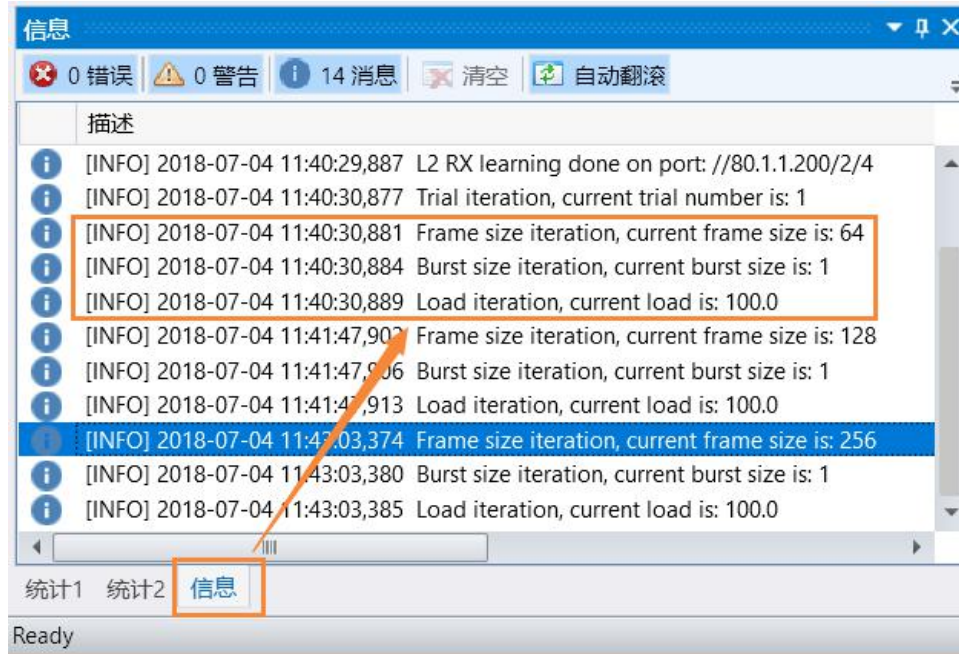 信息
0 错误 0 警告 14 消息 清空 自动翻滚
描述
[INFO] 2018-07-04 11:40:29,887 L2 RX learning done on port: //80.1.1.200/2/4
[INFO] 2018-07-04 11:40:30,877 Trial iteration, current trial number is: 1
[INFO] 2018-07-04 11:40:30,881 Frame size iteration, current frame size is: 64
[INFO] 2018-07-04 11:40:30,884 Burst size iteration, current burst size is: 1
[INFO] 2018-07-04 11:40:30,889 Load iteration, current load is: 100.0
[INFO] 2018-07-04 Frame size iteration, current frame size is: 128
[INFO] 2018-07-04 Burst size iteration, current burst size is: 1
[INFO] 2018-07-04 Load iteration, current load is: 100.0
[INFO] 2018-07-04 11:43:03,374 Frame size iteration, current frame size is: 256
[INFO] 2018-07-04 11:43:03,380 Burst size iteration, current burst size is: 1
[INFO] 2018-07-04 11:43:03,385 Load iteration, current load is: 100.0
统计1 统计2 信息
Ready